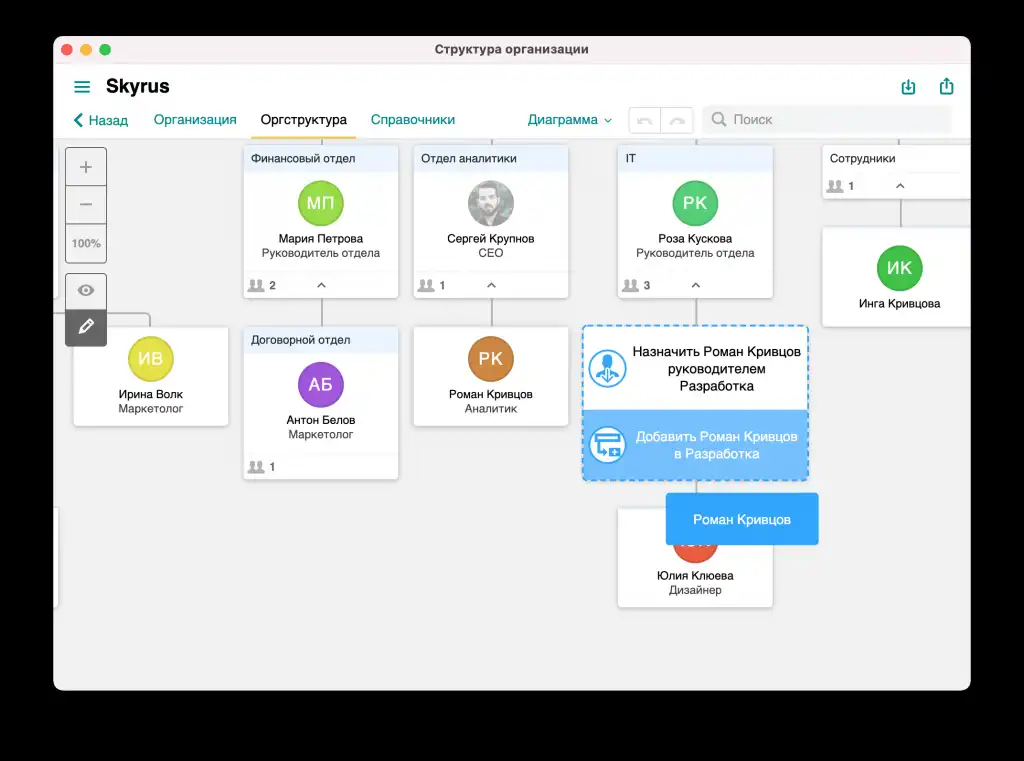 Структура организации
Skyrus
Назад
Организация
Оргструктура
Справочники
Диаграмма
Поиск
100%
Финансовый отдел
МП
Мария Петрова
Руководитель отдела
2
Отдел аналитики
Сергей Крупнов
CEO
1
IT
РК
Роза Кускова
Руководитель отдела
3
Сотрудники
1
ИК
Инга Кривцова
ИВ
Ирина Волк
Маркетолог
Договорной отдел
АБ
Антон Белов
Маркетолог
1
РК
Роман Кривцов
Аналитик
Назначить Роман Кривцов
руководителем
Разработка
Добавить Роман Кривцов
в Разработка
Роман Кривцов
Юлия Клюева
Дизайнер